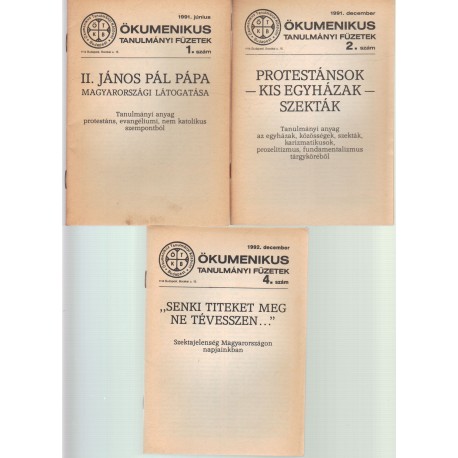 1991. június
ÖKUMENIKUS
TANULMÁNYI FÜZETEK
1. szám
II. JÁNOS PÁL PÁPA
MAGYARORSZÁGI LÁTOGATÁSA
Tanulmányi anyag
protestáns, evangéliumi, nem katolikus
szempontból
1991. december
ÖKUMENIKUS
TANULMÁNYI FÜZETEK
2. szám
PROTESTÁNSOK
— KIS EGYHÁZAK —
SZEKTÁK
Tanulmányi anyag
az egyházak, közösségek, szekták,
karizmatikusok,
prozelitizmus, fundamentalizmus
tárgyköréből
1992. december
ÖKUMENIKUS
TANULMÁNYI FÜZETEK
4. szám
„SENKI TITEKET MEG
NE TÉVESSZEN..."
Szektajelenség Magyarországon
napjainkban